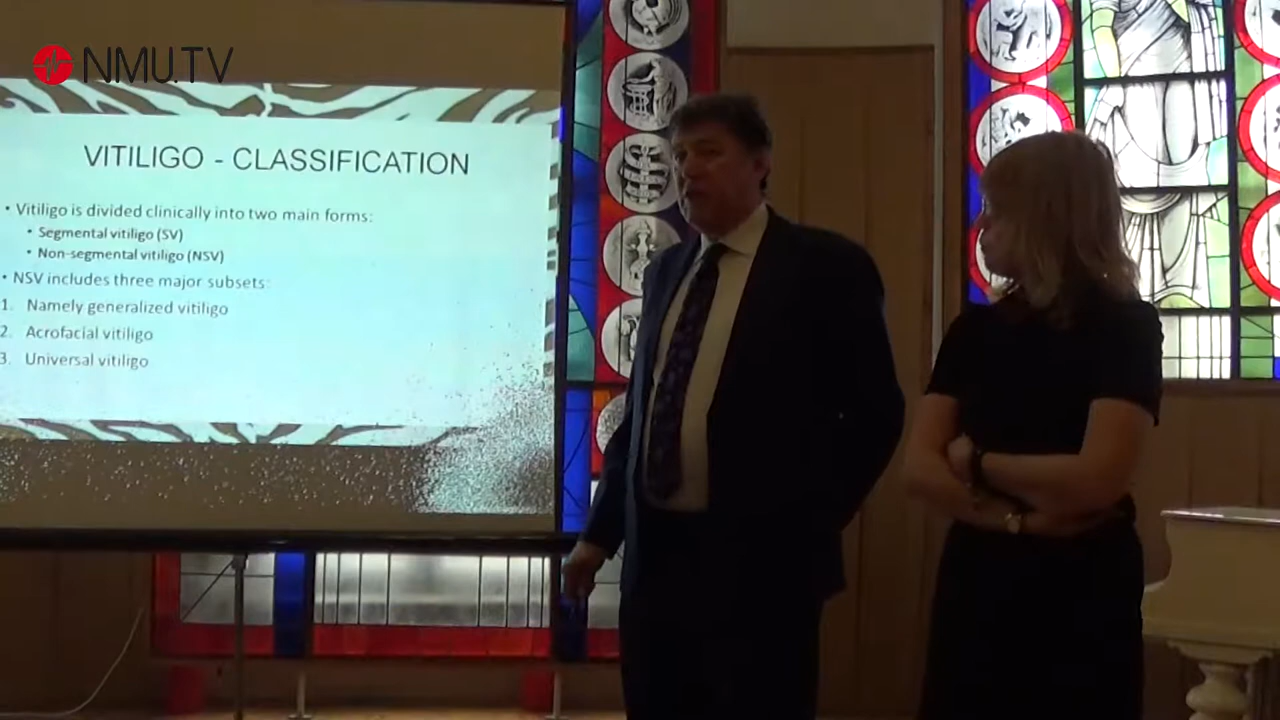 NMU.TV
VITILIGO - CLASSIFICATION
• Vitiligo is divided clinically into two main forms:
• Segmental vitiligo (SV)
• Non-segmental vitiligo (NSV)
• NSV includes three major subsets:
1. Namely generalized vitiligo
2. Acrofacial vitiligo
3. Universal vitiligo